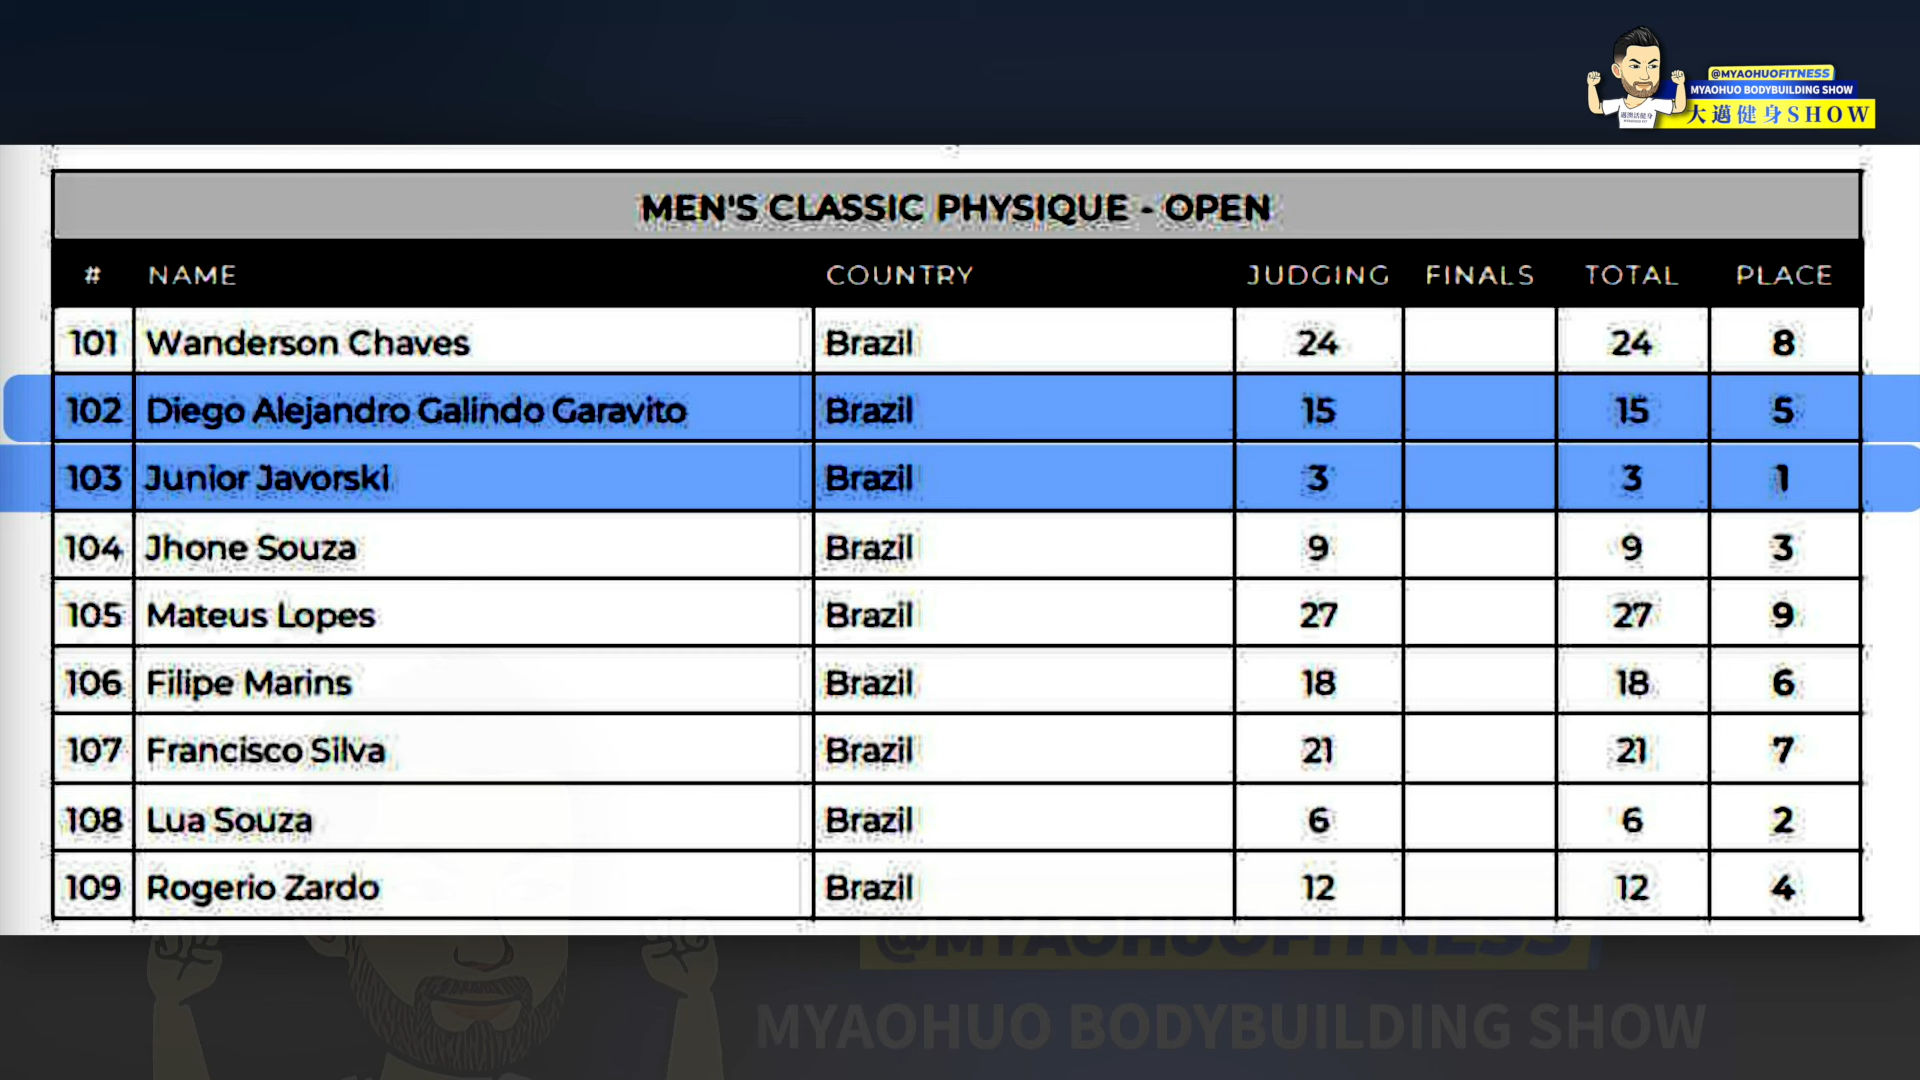 @MYAOHUOFITNESS
MYAOHUO BODYBUILDING SHOW
大邁健身SHOW
MEN'S CLASSIC PHYSIQUE - OPEN
# NAME COUNTRY JUDGING FINALS TOTAL PLACE
101 Wanderson Chaves Brazil 24 24 8
102 Diego Alejandro Galindo Garavito Brazil 15 15 5
103 Junior Javorski Brazil 3 3 1
104 Jhone Souza Brazil 9 9 3
105 Mateus Lopes Brazil 27 27 9
106 Filipe Marins Brazil 18 18 6
107 Francisco Silva Brazil 21 21 7
108 Lua Souza Brazil 6 6 2
109 Rogerio Zardo Brazil 12 12 4
@MYAOHUOFITNESS
MYAOHUO BODYBUILDING SHOW